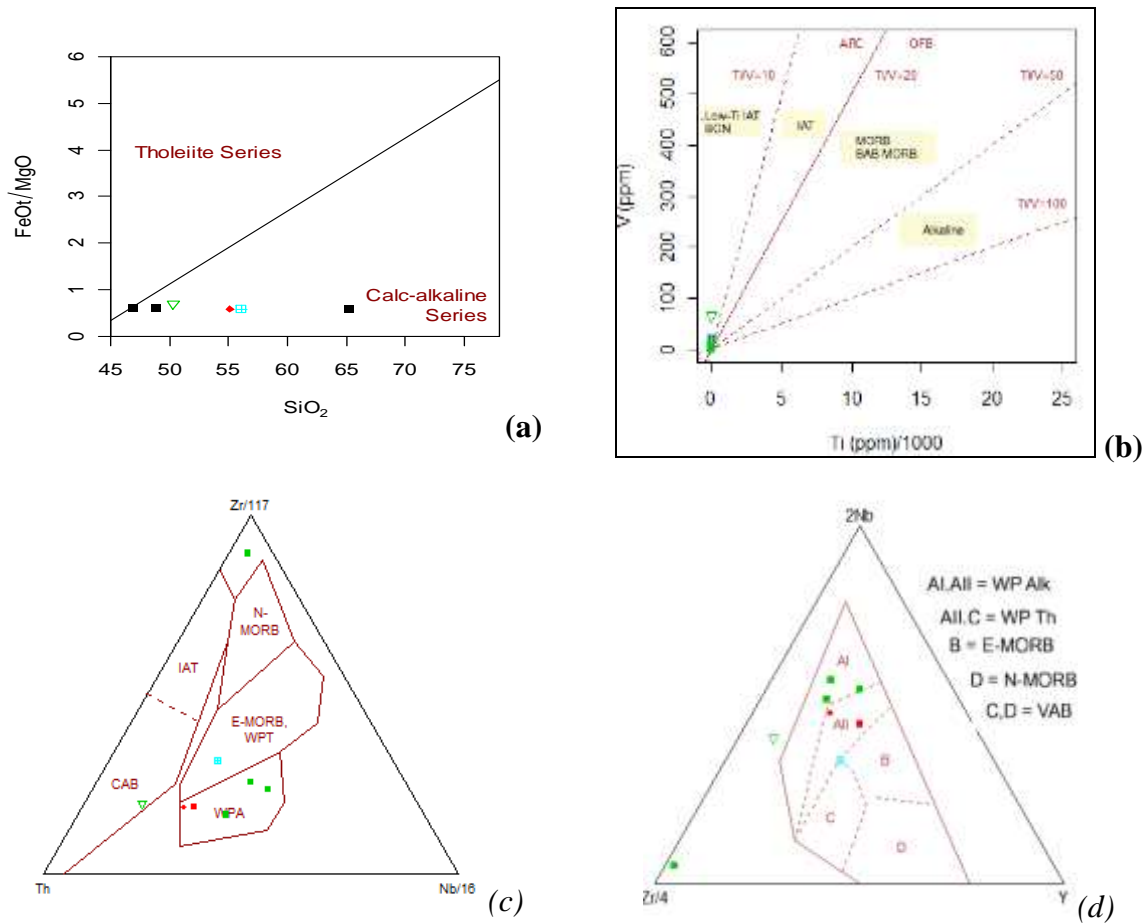 6
5
4
3
2
1
0
FeOt/MgO
Tholeiite Series
Calc-alkaline
Series
45 50 55 60 65 70 75
SiO₂
(a)
600
500
400
300
200
100
0
V (ppm)
ARC OFB
Ti/V=10 Ti/V=20 Ti/V=50
Low-Ti IAT
BON
IAT
MORB
BAB MORB
Ti/V=100
Alkaline
0 5 10 15 20 25
Ti (ppm)/1000
(b)
Zr/117
N-
MORB
IAT
E-MORB,
WPT
CAB
WPA
Th
Nb/16
(c)
2Nb
AI,AII = WP Alk
AII,C = WP Th
B = E-MORB
D = N-MORB
C,D = VAB
AI
AII
B
C
D
Zr/4
Y
(d)